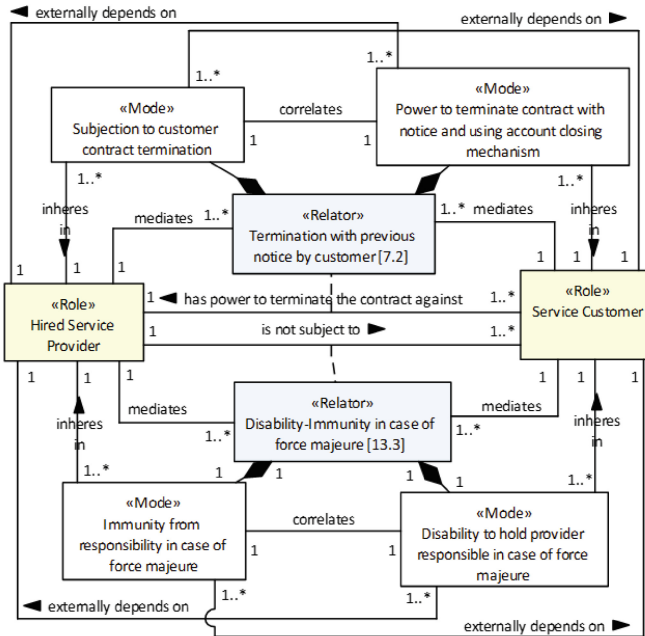 ◄ externally depends on
externally depends on ►
1..*
1..*
«Mode»
Subjection to customer
contract termination
correlates
1
1
«Mode»
Power to terminate contract with
notice and using account closing
mechanism
1..*
1..*
inheres
in
mediates
1..*
«Relator»
Termination with previous
notice by customer [7.2]
1..*
mediates
inheres
in
1
1
1
1
1
1
«Role»
Hired Service
Provider
1
◄ has power to terminate the contract against
1..*
1
is not subject to ►
1..*
«Role»
Service Customer
1
1
1
1
1
1
mediates
1..*
«Relator»
Disability-Immunity in case of
force majeure [13.3]
mediates
1..*
inheres
in
inheres
in
1..*
1
1
1
1
1..*
«Mode»
Immunity from
responsibility in case of
force majeure
correlates
1
1
«Mode»
Disability to hold provider
responsible in case of force
majeure
1..*
1..*
◄ externally depends on
externally depends on ►